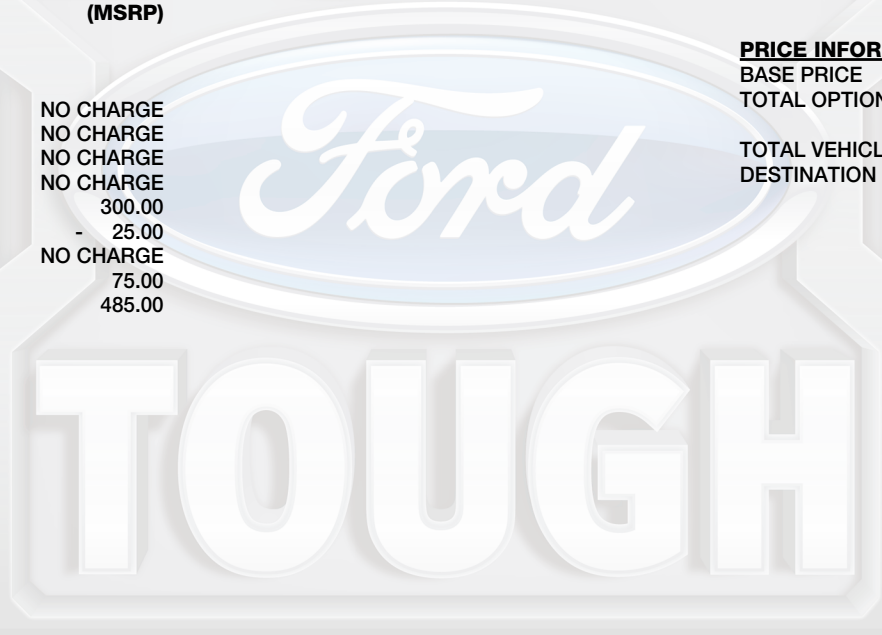 (MSRP)
NO CHARGE
NO CHARGE
NO CHARGE
NO CHARGE
300.00
- 25.00
NO CHARGE
75.00
485.00
PRICE INFOR
BASE PRICE
TOTAL OPTION
TOTAL VEHICL
DESTINATION
Ford
TOUGH